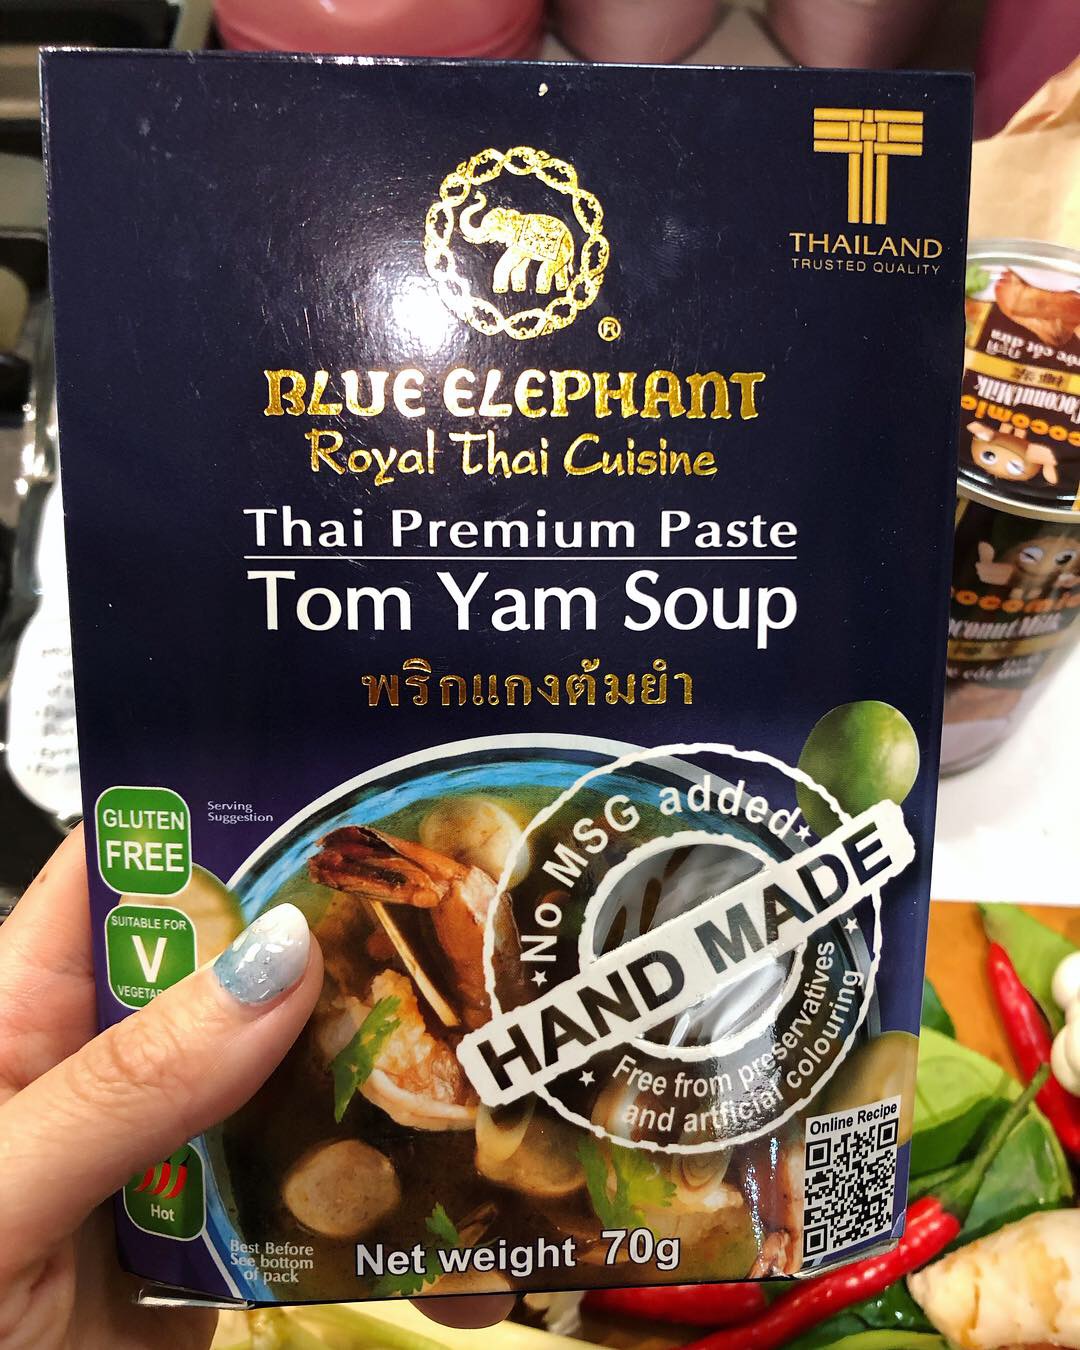 THAILAND
TRUSTED QUALITY
®
BLUE ELEPHANT
Royal Thai Cuisine
Thai Premium Paste
Tom Yam Soup
พริกแกงต้มยำ
GLUTEN
FREE
Serving
Suggestion
SUITABLE FOR
V
No MSG added
HAND MADE
Free from preservatives
and artficial colouring
Online Recipe
Hot
Best Before
See bottom
of pack
Net weight 70g
CoconutMilk